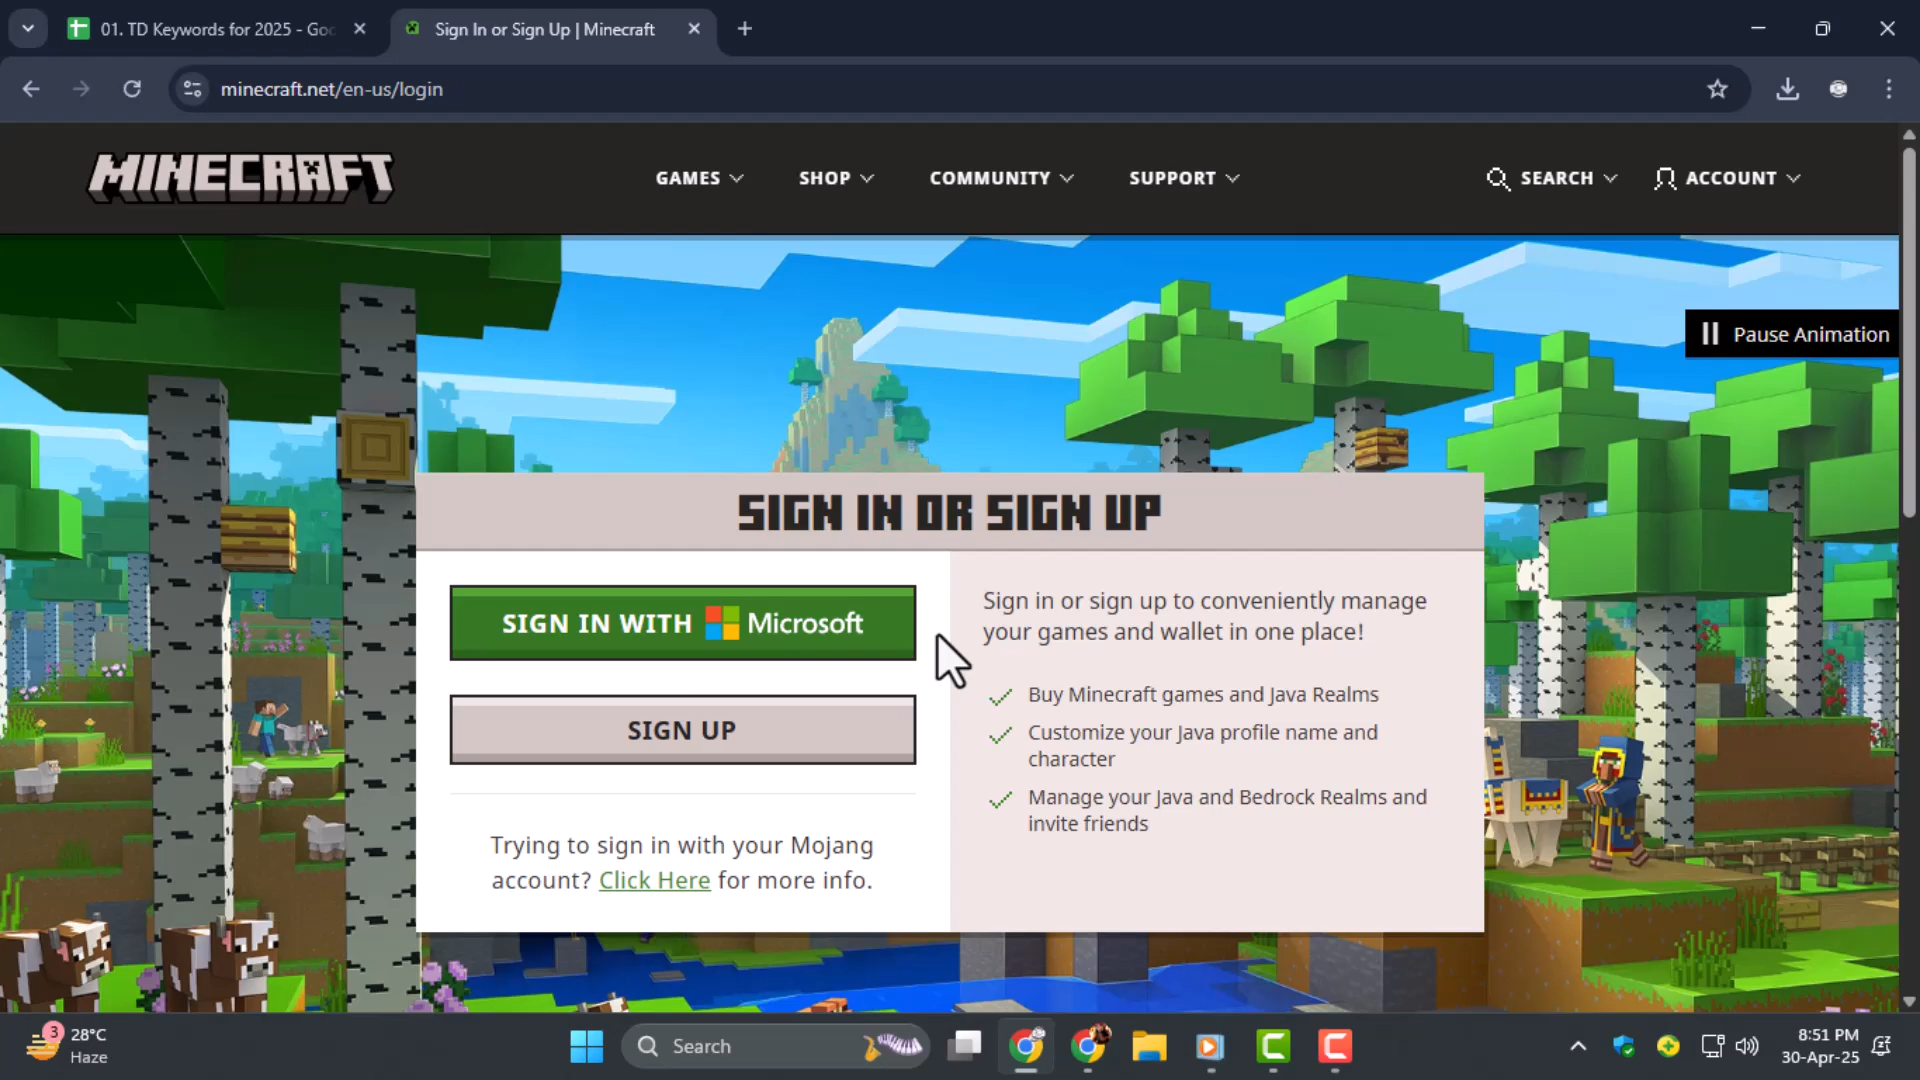 01. TD Keywords for 2025 - Goo
Sign In or Sign Up | Minecraft
minecraft.net/en-us/login
MINECRAFT
GAMES
SHOP
COMMUNITY
SUPPORT
SEARCH
ACCOUNT
Pause Animation
SIGN IN OR SIGN UP
SIGN IN WITH Microsoft
SIGN UP
Trying to sign in with your Mojang
account? Click Here for more info.
Sign in or sign up to conveniently manage
your games and wallet in one place!
Buy Minecraft games and Java Realms
Customize your Java profile name and
character
Manage your Java and Bedrock Realms and
invite friends
3
28°C
Haze
Search
8:51 PM
30-Apr-25